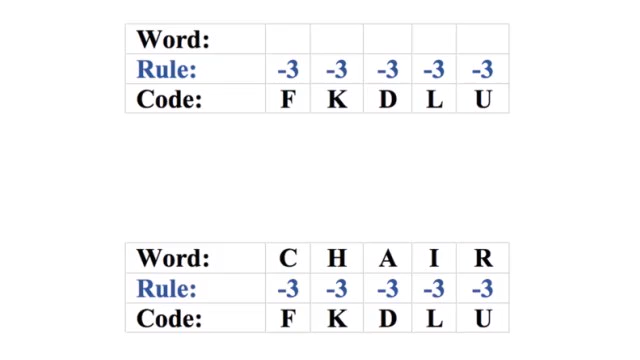 Word:
Rule: -3 -3 -3 -3 -3
Code: F K D L U
Word: C H A I R
Rule: -3 -3 -3 -3 -3
Code: F K D L U